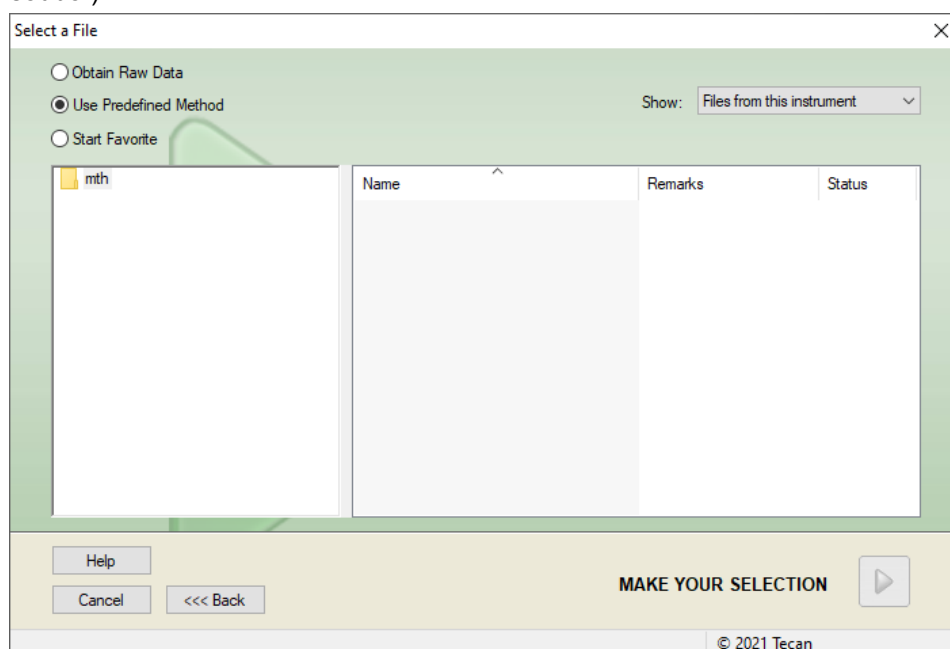 Select a File
Obtain Raw Data
Use Predefined Method
Show: Files from this instrument
Start Favorite
mth
Name Remarks Status
Help
MAKE YOUR SELECTION
Cancel <<< Back
© 2021 Tecan